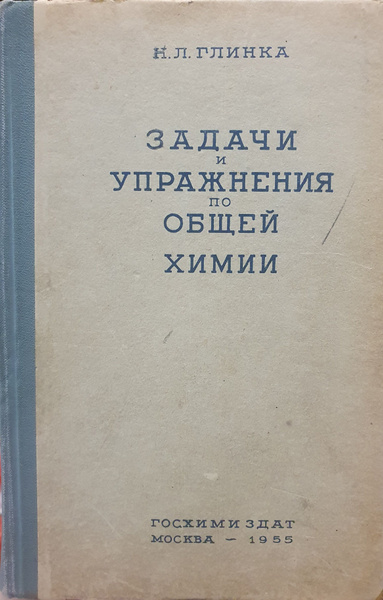 Н.Л.ГЛИНКА
ЗАДАЧИ
И
УПРАЖНЕНИЯ
ПО
ОБЩЕЙ
ХИМИИ
ГОСХИМИЗДАТ
МОСКВА – 1955